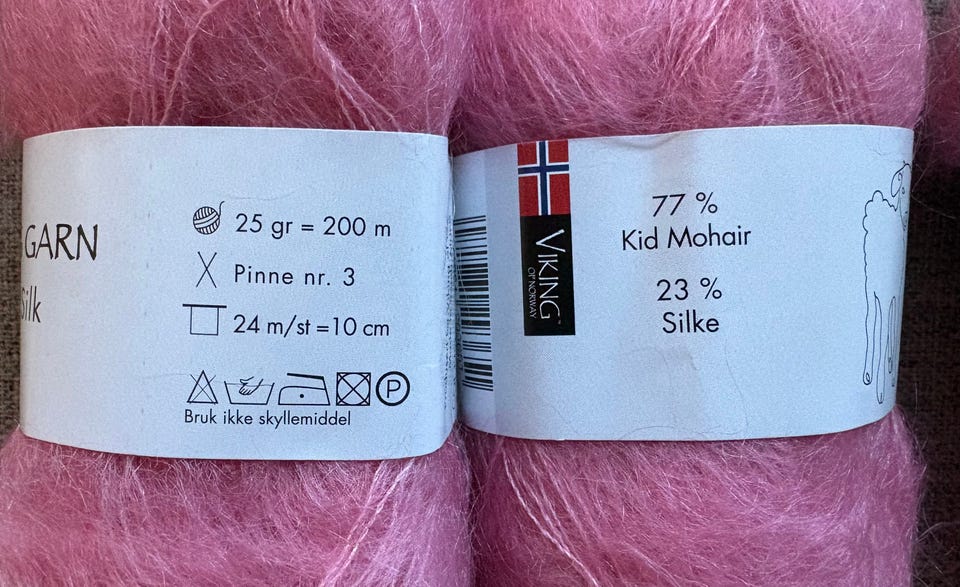 GARN
Silk
25 gr = 200 m
Pinne nr. 3
24 m/st =10 cm
P
Bruk ikke skyllemiddel
VIKING
OF NORWAY
77 %
Kid Mohair
23 %
Silke